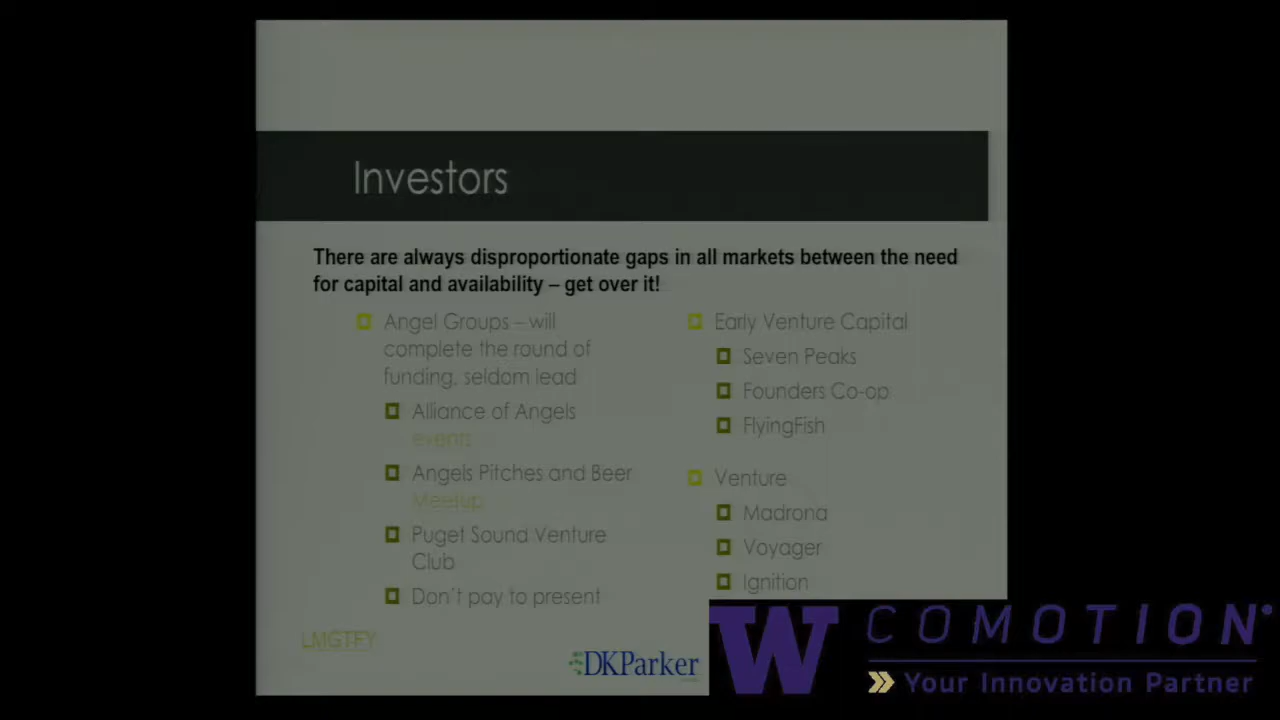 Investors
There are always disproportionate gaps in all markets between the need
for capital and availability – get over it!
Angel Groups – will
complete the round of
funding, seldom lead
Alliance of Angels
events
Angels Pitches and Beer
Meetup
Puget Sound Venture
Club
Don't pay to present
LMGTFY
Early Venture Capital
Seven Peaks
Founders Co-op
FlyingFish
Venture
Madrona
Voyager
Ignition
DKParker
W COMOTION
Your Innovation Partner